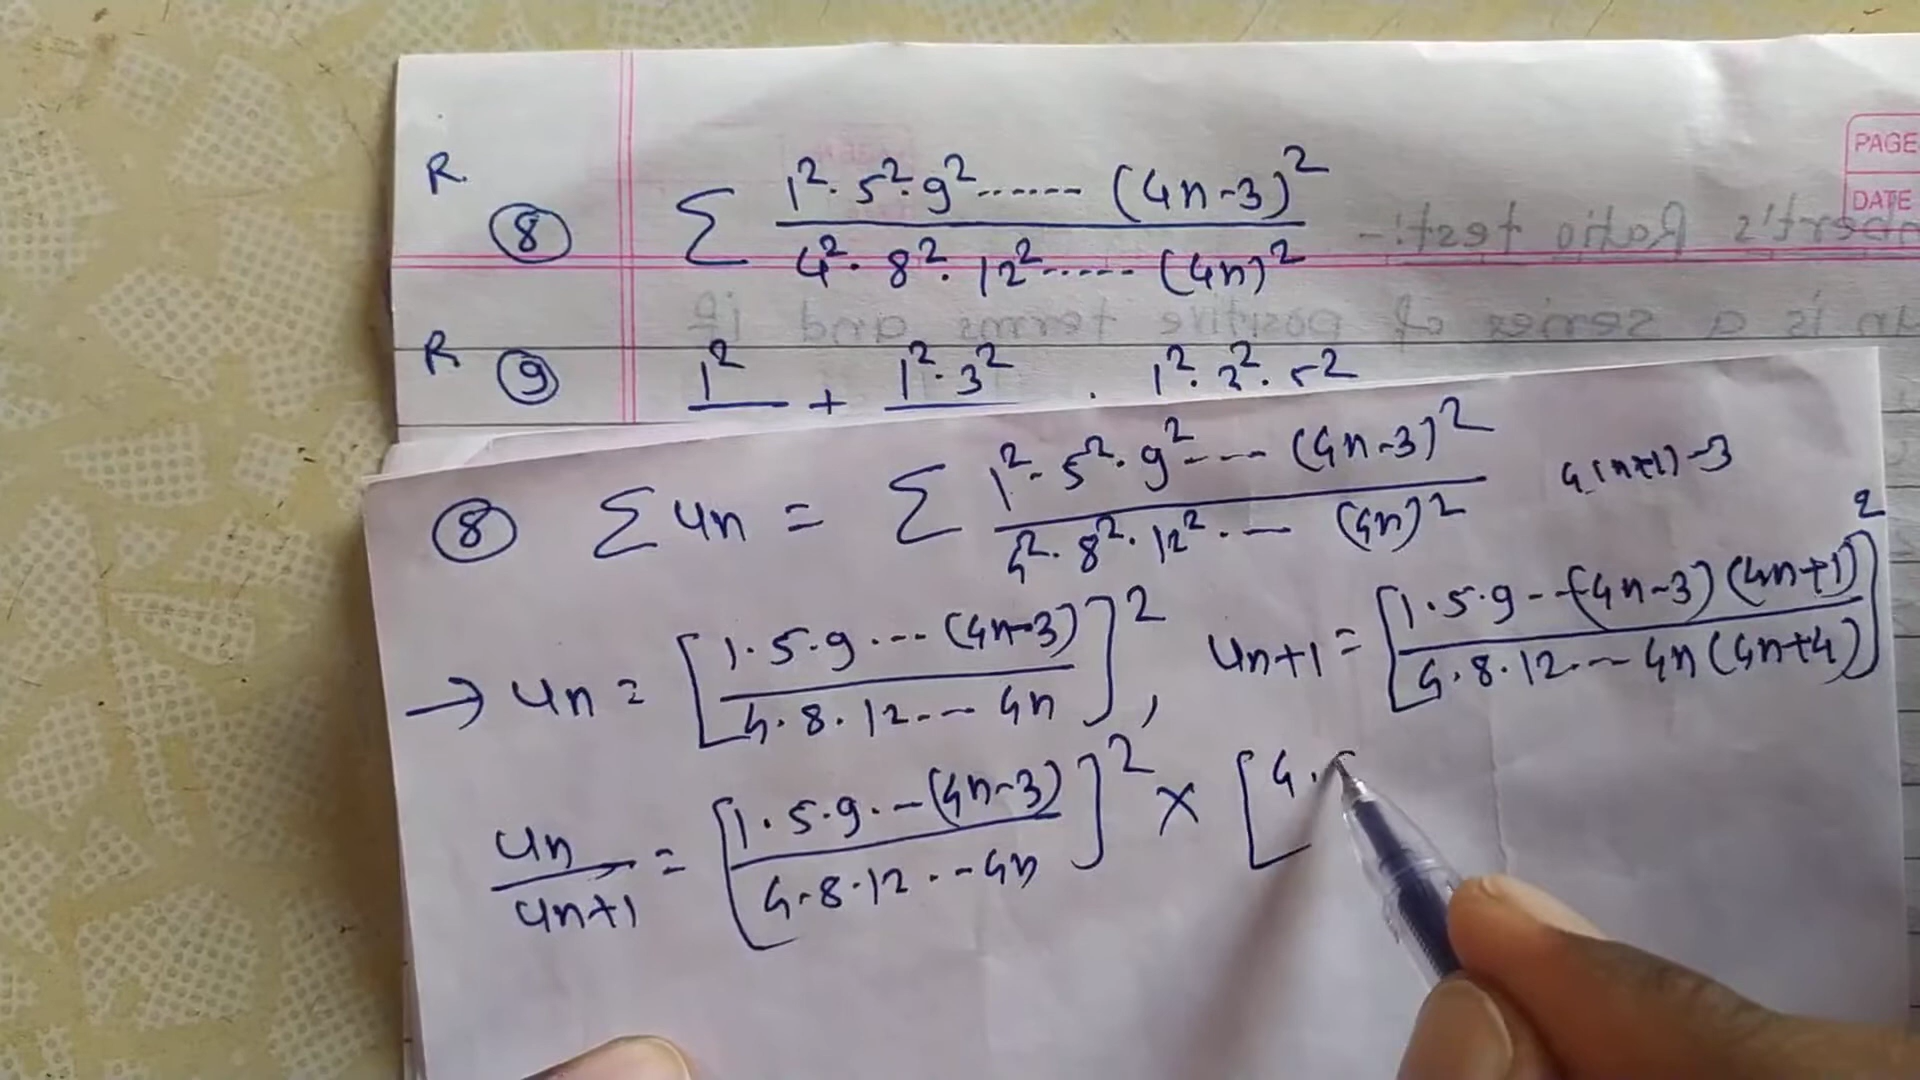 PAGE
DATE
R. ⑧ Σ 1²·5²·9²------(4n-3)² / 4²·8²·12²-----(4n)²
R ⑨ 1² + 1²·3² · 1²·3²·5²
⑧ Σ un = Σ 1²·5²·9²----(4n-3)² / 4²·8²·12²·-- (4n)² 4(n+1)-3
→ un = [1·5·9·--(4n-3) / 4·8·12--- 4n]², un+1 = [1·5·9--(4n-3)(4n+1) / 4·8·12·-- 4n(4n+4)]²
un / un+1 = [1·5·9·--(4n-3) / 4·8·12·--4n]² × [4·